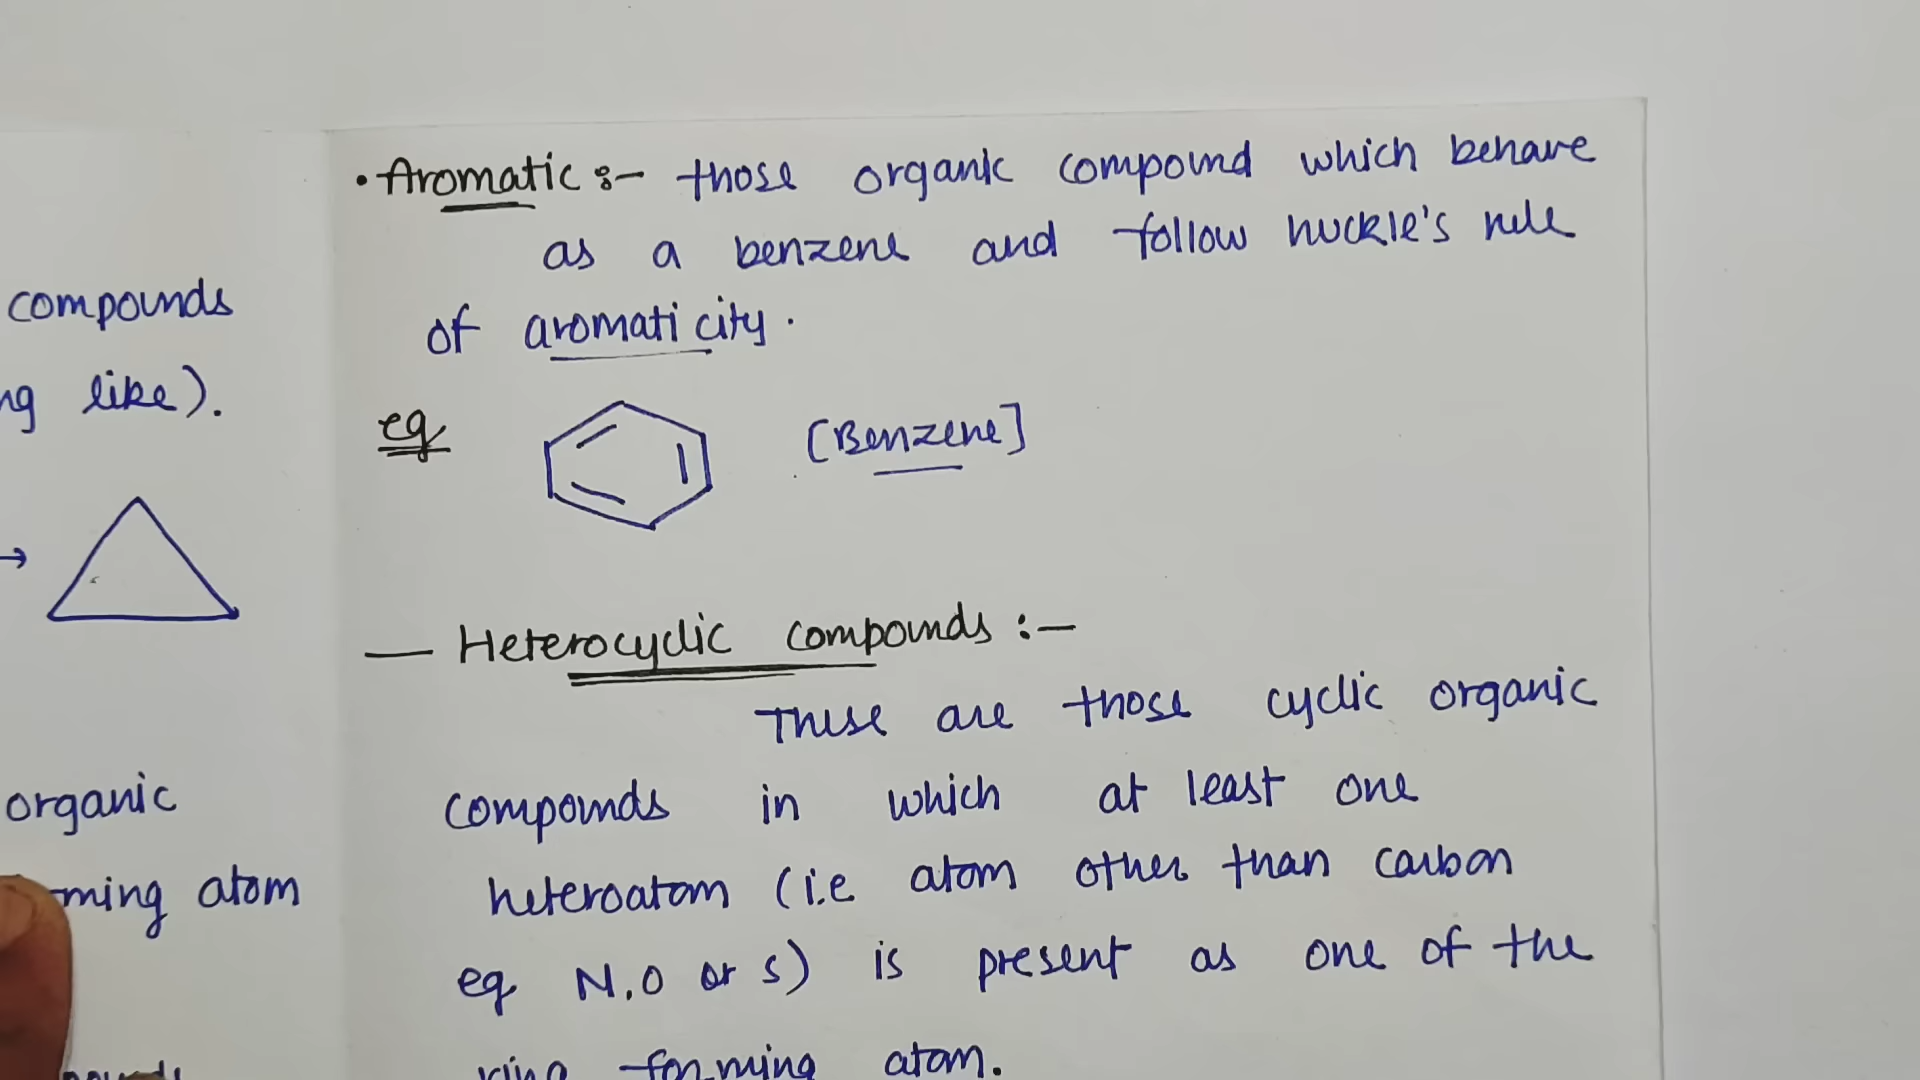 compounds
ng like).
→
organic
ming atom
• Aromatic :- those organic compound which behave
as a benzene and follow huckle's rule
of aromaticity.
eg [Benzene]
— Heterocyclic compounds :-
These are those cyclic organic
compounds in which at least one
heteroatom (i.e atom other than carbon
eg N,O or S) is present as one of the
ring forming atom.